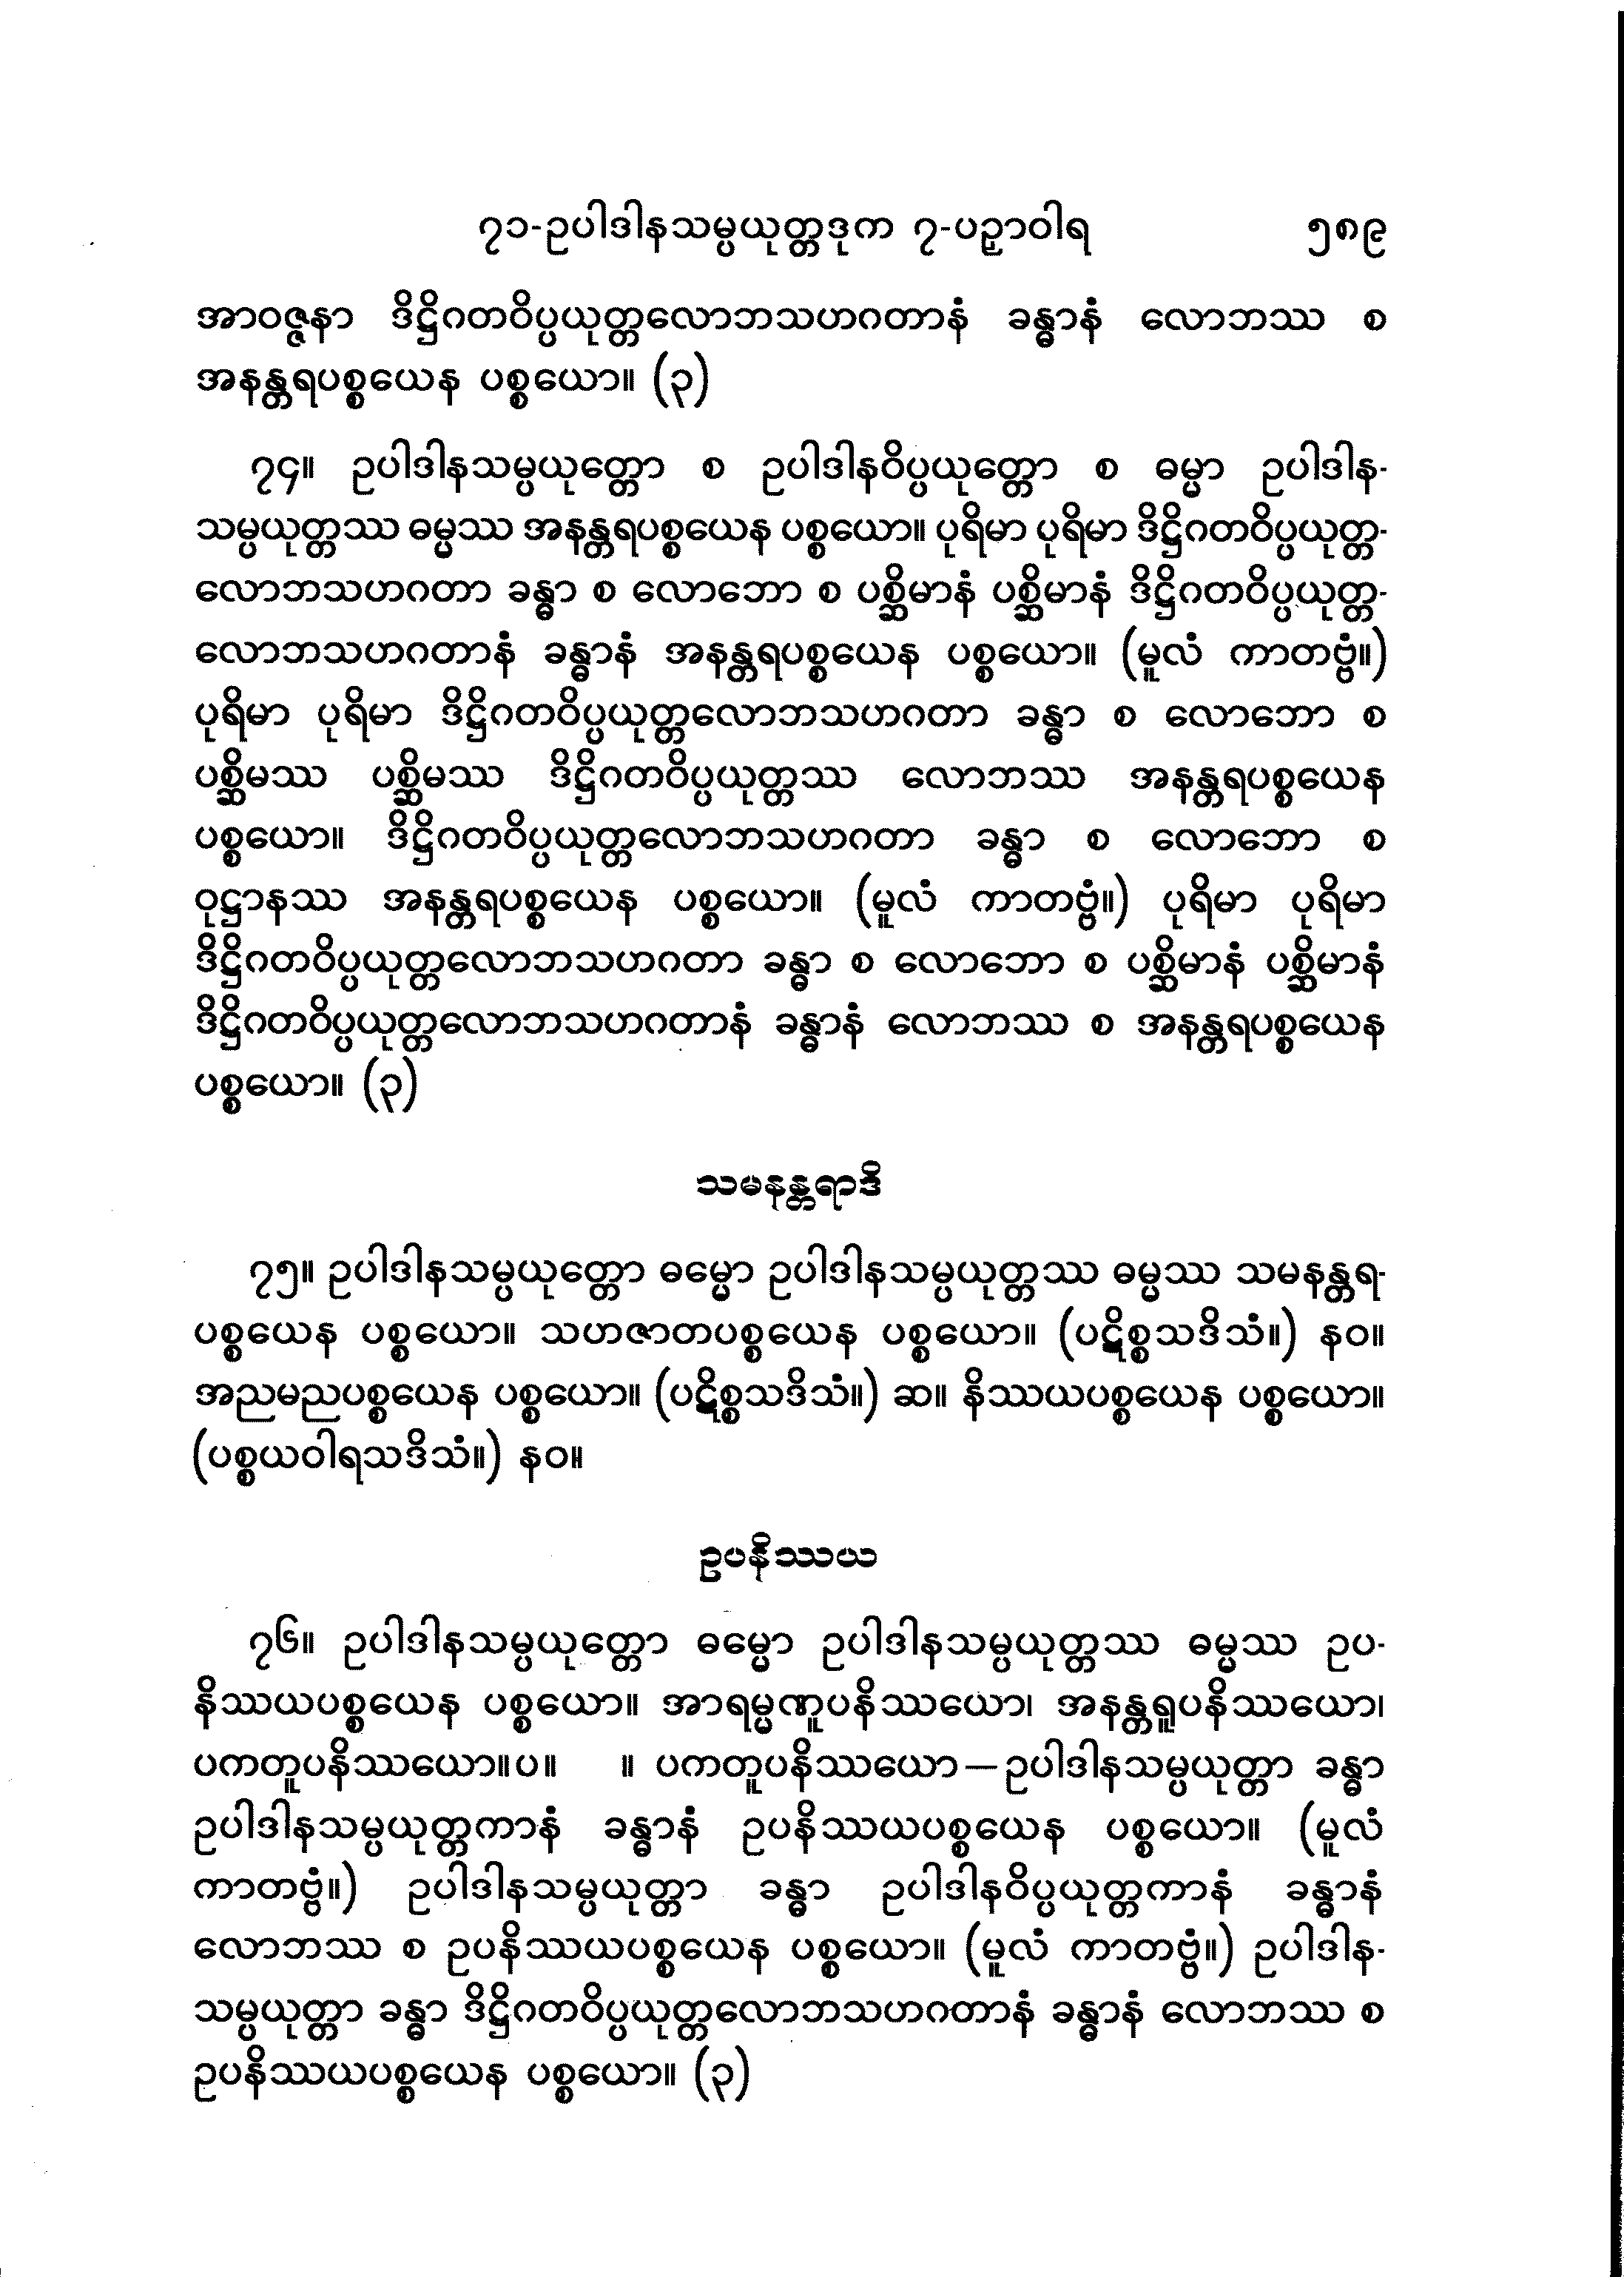 ၇၁-ဥပါဒါနသမ္ပယုတ္တဒုက ၇-ပဉှာဝါရ ၅၈၉
အာဝဇ္ဇနာ ဒိဋ္ဌိဂတဝိပ္ပယုတ္တလောဘသဟဂတာနံ ခန္ဓာနံ လောဘဿ စ
အနန္တရပစ္စယေန ပစ္စယော။ (၃)
၇၄။ ဥပါဒါနသမ္ပယုတ္တော စ ဥပါဒါနဝိပ္ပယုတ္တော စ ဓမ္မာ ဥပါဒါန-
သမ္ပယုတ္တဿ ဓမ္မဿ အနန္တရပစ္စယေန ပစ္စယော။ ပုရိမာ ပုရိမာ ဒိဋ္ဌိဂတဝိပ္ပယုတ္တ-
လောဘသဟဂတာ ခန္ဓာ စ လောဘော စ ပစ္ဆိမာနံ ပစ္ဆိမာနံ ဒိဋ္ဌိဂတဝိပ္ပယုတ္တ-
လောဘသဟဂတာနံ ခန္ဓာနံ အနန္တရပစ္စယေန ပစ္စယော။ (မူလံ ကာတဗ္ဗံ။)
ပုရိမာ ပုရိမာ ဒိဋ္ဌိဂတဝိပ္ပယုတ္တလောဘသဟဂတာ ခန္ဓာ စ လောဘော စ
ပစ္ဆိမဿ ပစ္ဆိမဿ ဒိဋ္ဌိဂတဝိပ္ပယုတ္တဿ လောဘဿ အနန္တရပစ္စယေန
ပစ္စယော။ ဒိဋ္ဌိဂတဝိပ္ပယုတ္တလောဘသဟဂတာ ခန္ဓာ စ လောဘော စ
ဝုဋ္ဌာနဿ အနန္တရပစ္စယေန ပစ္စယော။ (မူလံ ကာတဗ္ဗံ။) ပုရိမာ ပုရိမာ
ဒိဋ္ဌိဂတဝိပ္ပယုတ္တလောဘသဟဂတာ ခန္ဓာ စ လောဘော စ ပစ္ဆိမာနံ ပစ္ဆိမာနံ
ဒိဋ္ဌိဂတဝိပ္ပယုတ္တလောဘသဟဂတာနံ ခန္ဓာနံ လောဘဿ စ အနန္တရပစ္စယေန
ပစ္စယော။ (၃)
သမနန္တရာဒိ
၇၅။ ဥပါဒါနသမ္ပယုတ္တော ဓမ္မော ဥပါဒါနသမ္ပယုတ္တဿ ဓမ္မဿ သမနန္တရ-
ပစ္စယေန ပစ္စယော။ သဟဇာတပစ္စယေန ပစ္စယော။ (ပဋိစ္စသဒိသံ။) နဝ။
အညမညပစ္စယေန ပစ္စယော။ (ပဋိစ္စသဒိသံ။) ဆ။ နိဿယပစ္စယေန ပစ္စယော။
(ပစ္စယဝါရသဒိသံ။) နဝ။
ဥပနိဿယ
၇၆။ ဥပါဒါနသမ္ပယုတ္တော ဓမ္မော ဥပါဒါနသမ္ပယုတ္တဿ ဓမ္မဿ ဥပ-
နိဿယပစ္စယေန ပစ္စယော။ အာရမ္မဏူပနိဿယော၊ အနန္တရူပနိဿယော၊
ပကတူပနိဿယော။ပ။ ။ ပကတူပနိဿယော—ဥပါဒါနသမ္ပယုတ္တာ ခန္ဓာ
ဥပါဒါနသမ္ပယုတ္တကာနံ ခန္ဓာနံ ဥပနိဿယပစ္စယေန ပစ္စယော။ (မူလံ
ကာတဗ္ဗံ။) ဥပါဒါနသမ္ပယုတ္တာ ခန္ဓာ ဥပါဒါနဝိပ္ပယုတ္တကာနံ ခန္ဓာနံ
လောဘဿ စ ဥပနိဿယပစ္စယေန ပစ္စယော။ (မူလံ ကာတဗ္ဗံ။) ဥပါဒါန-
သမ္ပယုတ္တာ ခန္ဓာ ဒိဋ္ဌိဂတဝိပ္ပယုတ္တလောဘသဟဂတာနံ ခန္ဓာနံ လောဘဿ စ
ဥပနိဿယပစ္စယေန ပစ္စယော။ (၃)